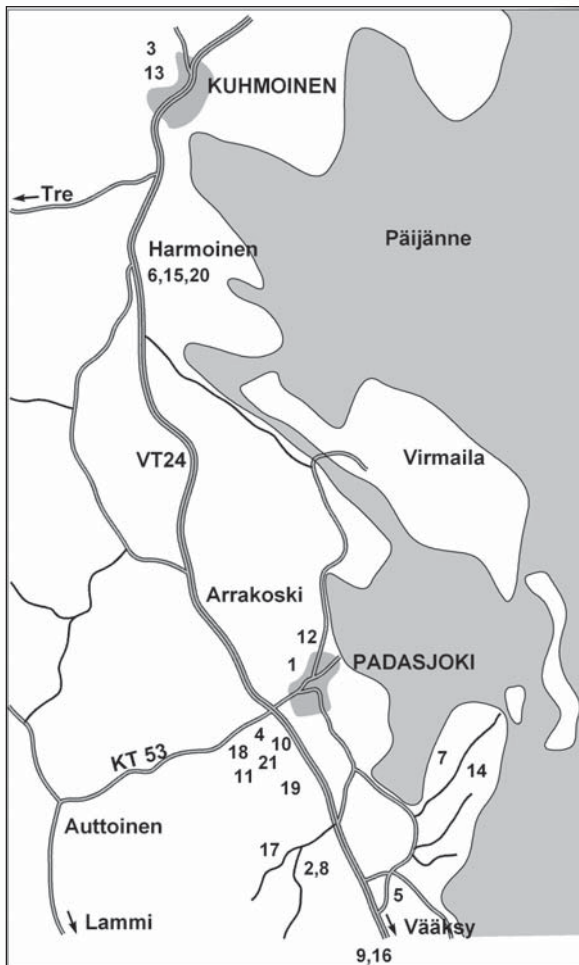 3
13
KUHMOINEN
Tre
Päijänne
Harmoinen
6,15,20
VT24
Virmaila
Arrakoski
12
1
PADASJOKI
4
10
KT 53
18
21
11
19
7
14
Auttoinen
17
2,8
5
Lammi
Vääksy
9,16